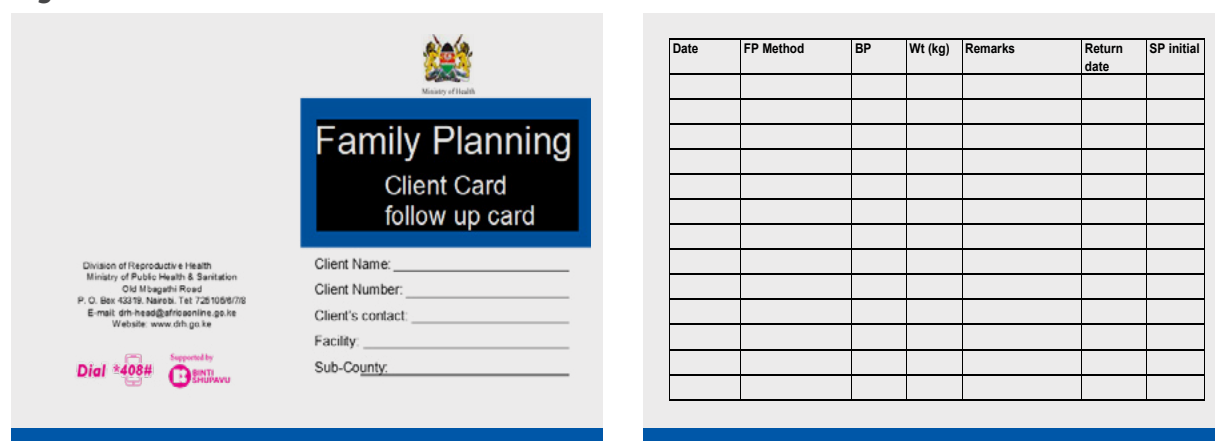 Ministry of Health
Family Planning
Client Card
follow up card
Client Name:
Client Number:
Client's contact:
Facility:
Sub-County:
Division of Reproductive Health
Ministry of Public Health & Sanitation
Old Mbagathi Road
P. O. Box 43319. Nairobi. Tel: 725105/6/7/8
E-mail: drh-head@africaonline.go.ke
Website: www.drh.go.ke
Dial *408#
Supported by
BINTI
SHUPAVU
Date FP Method BP Wt (kg) Remarks Return date SP initial